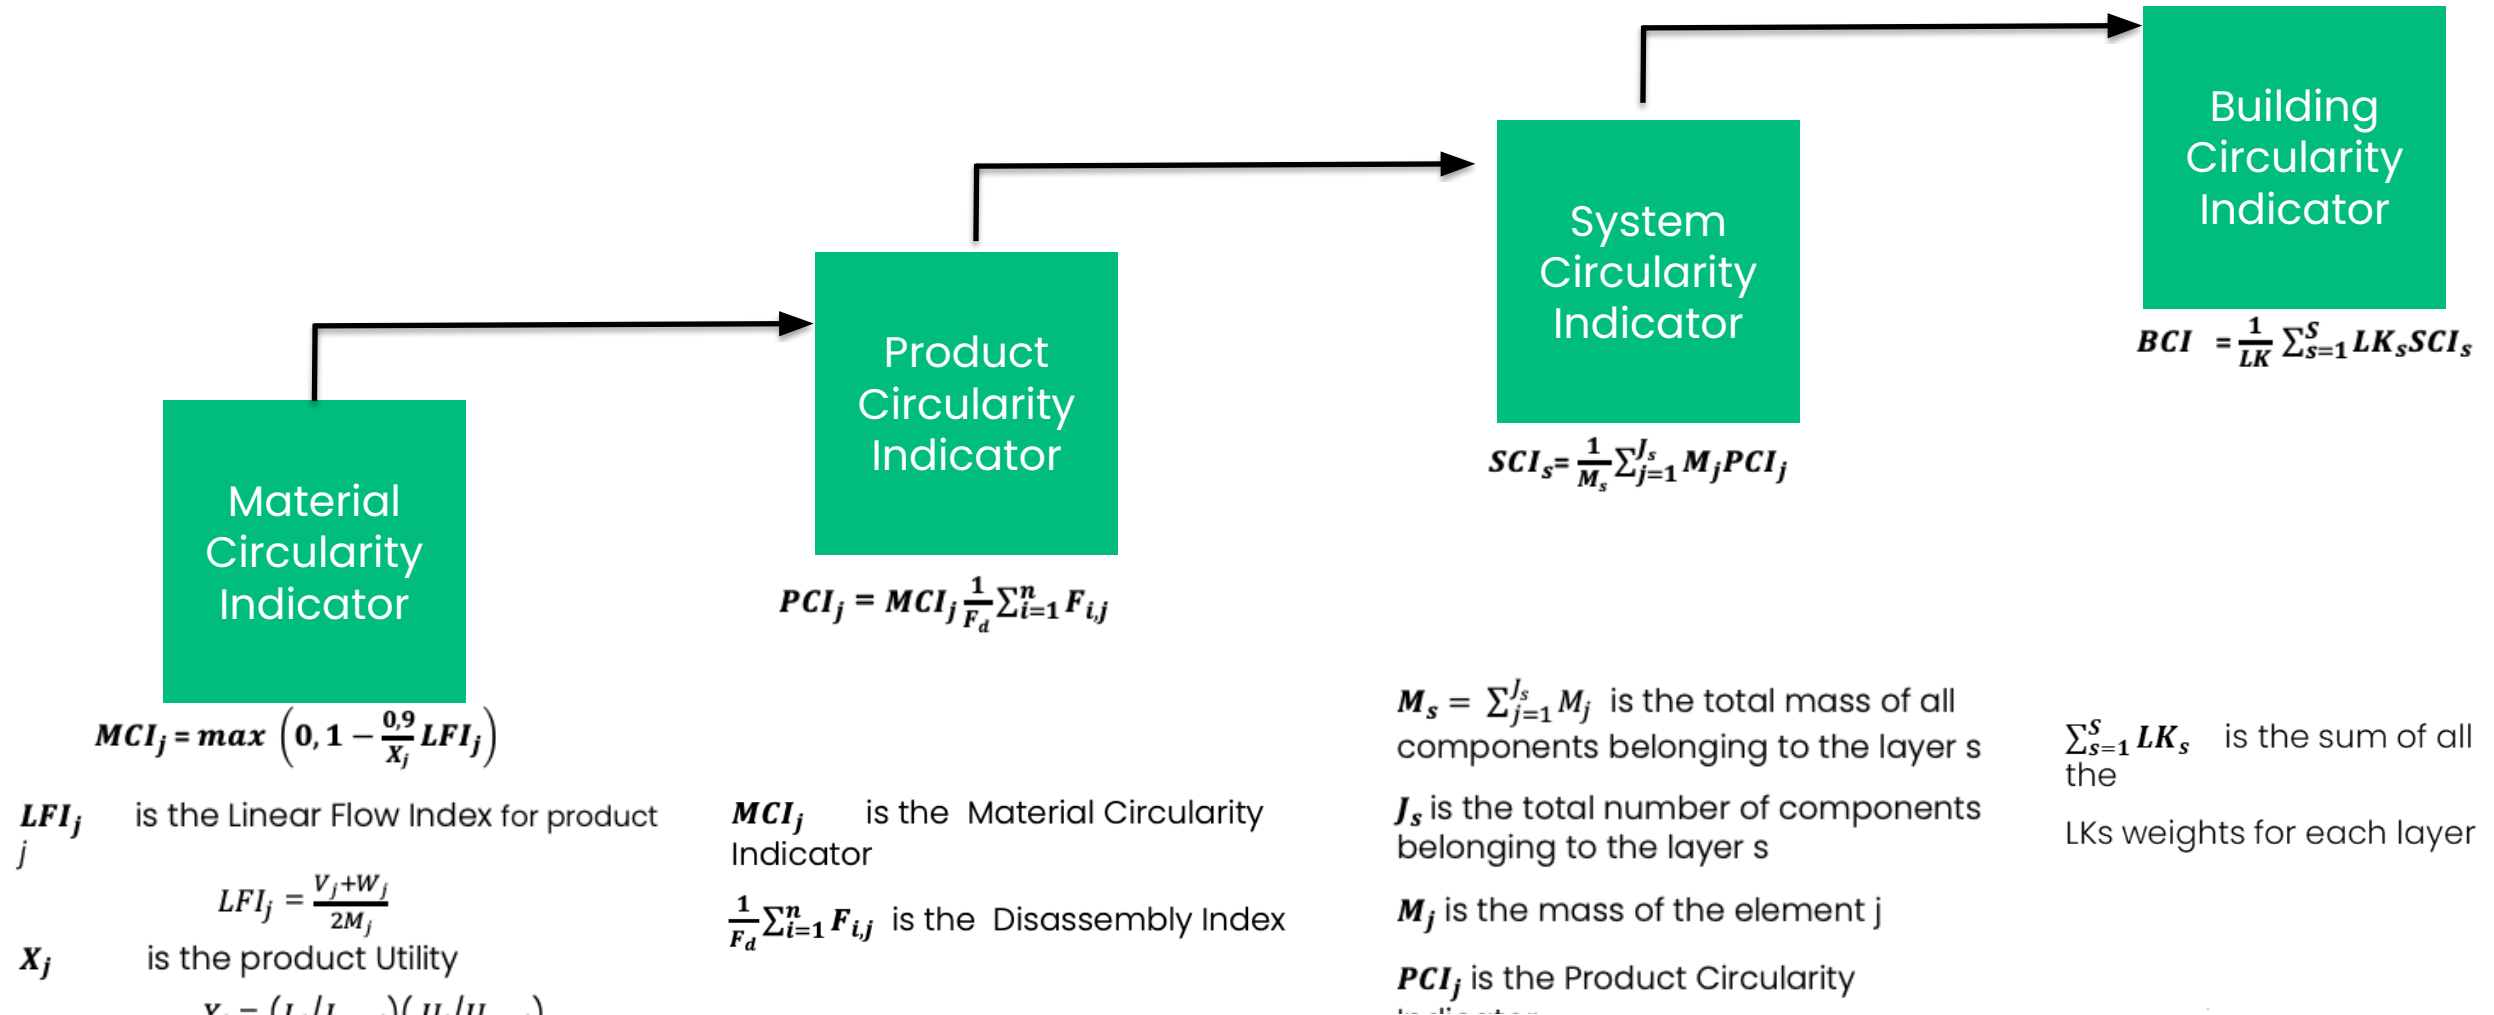 Material
Circularity
Indicator
MCI_j = max (0, 1 − 0,9/X_j LFI_j)
LFI_j is the Linear Flow Index for product
j
LFI_j = V_j+W_j / 2M_j
X_j is the product Utility
Product
Circularity
Indicator
PCI_j = MCI_j 1/F_d ∑_{i=1}^{n} F_{i,j}
MCI_j is the Material Circularity
Indicator
1/F_d ∑_{i=1}^{n} F_{i,j} is the Disassembly Index
System
Circularity
Indicator
SCI_s= 1/M_s ∑_{j=1}^{J_s} M_j PCI_j
M_s = ∑_{j=1}^{J_s} M_j is the total mass of all
components belonging to the layer s
J_s is the total number of components
belonging to the layer s
M_j is the mass of the element j
PCI_j is the Product Circularity
Building
Circularity
Indicator
BCI = 1/LK ∑_{s=1}^{S} LK_s SCI_s
∑_{s=1}^{S} LK_s is the sum of all
the
LKs weights for each layer